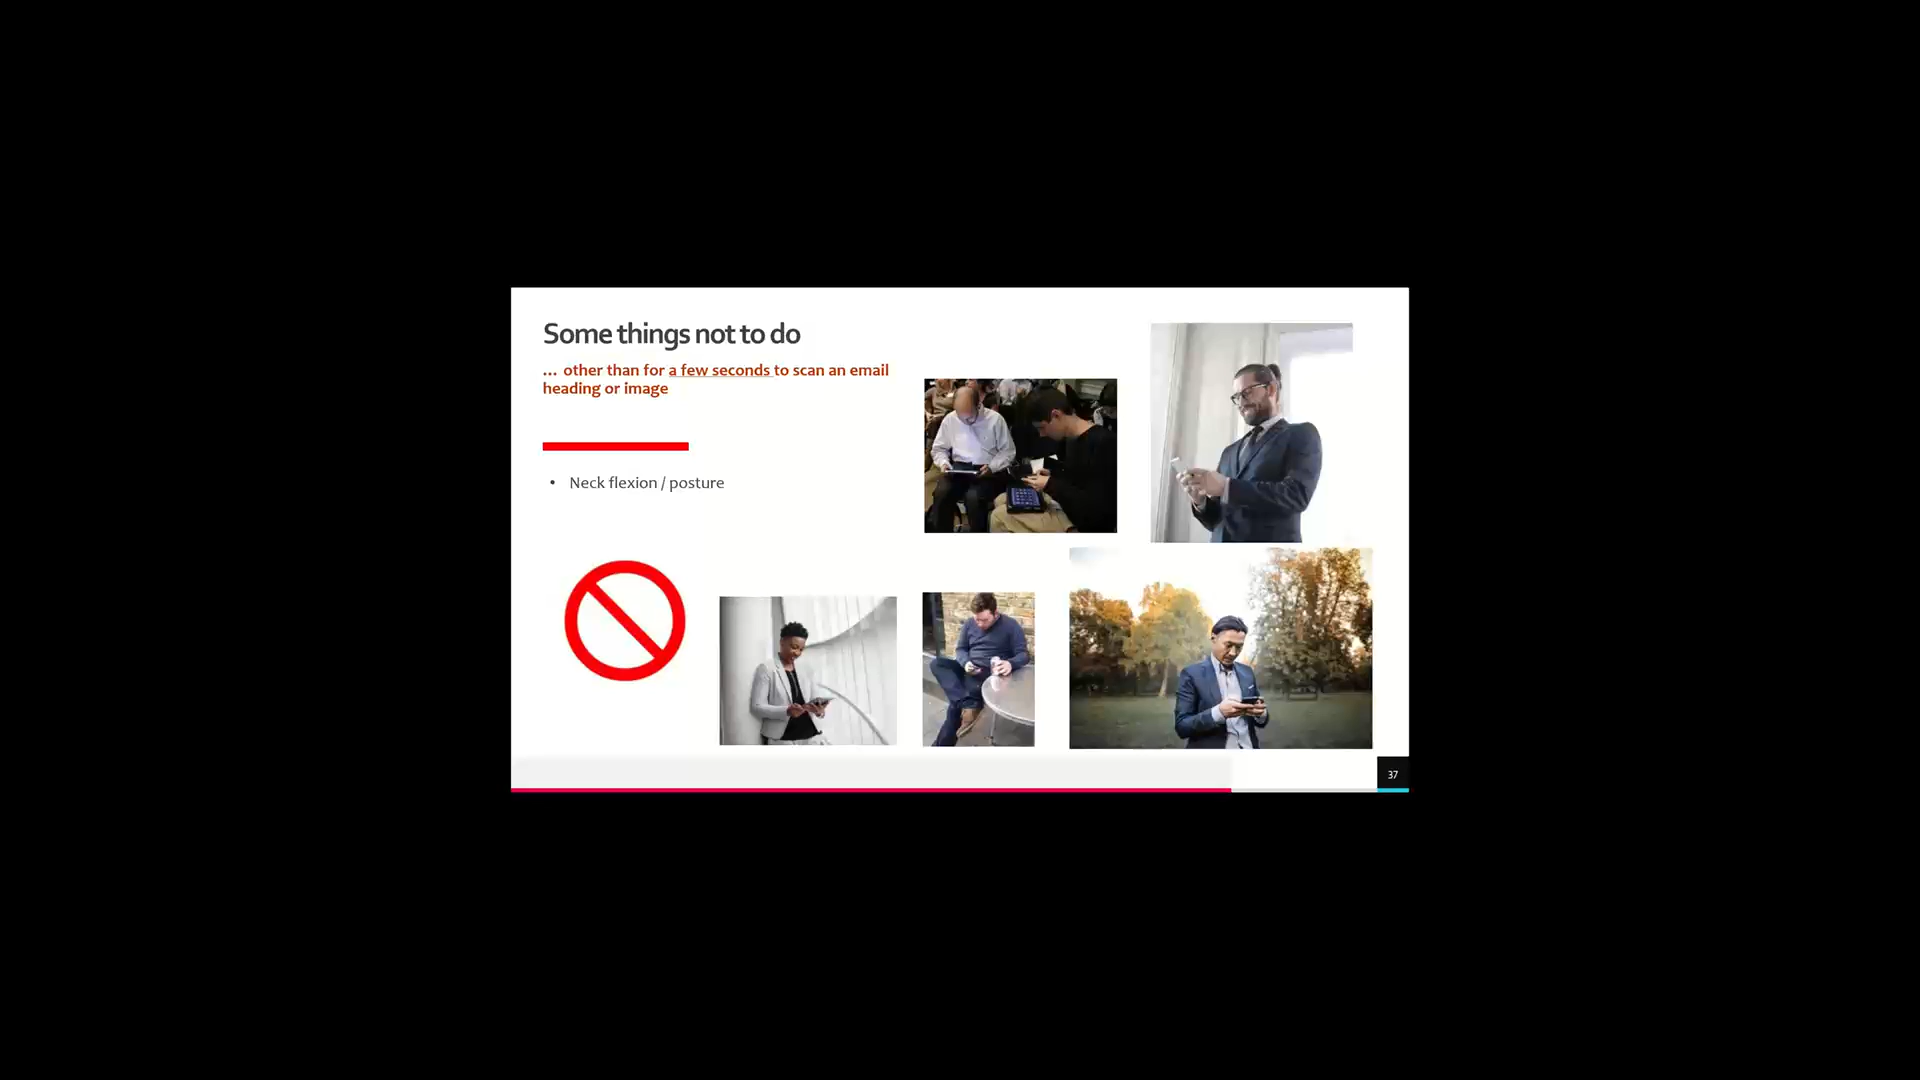 Some things not to do
... other than for a few seconds to scan an email
heading or image
• Neck flexion / posture
37